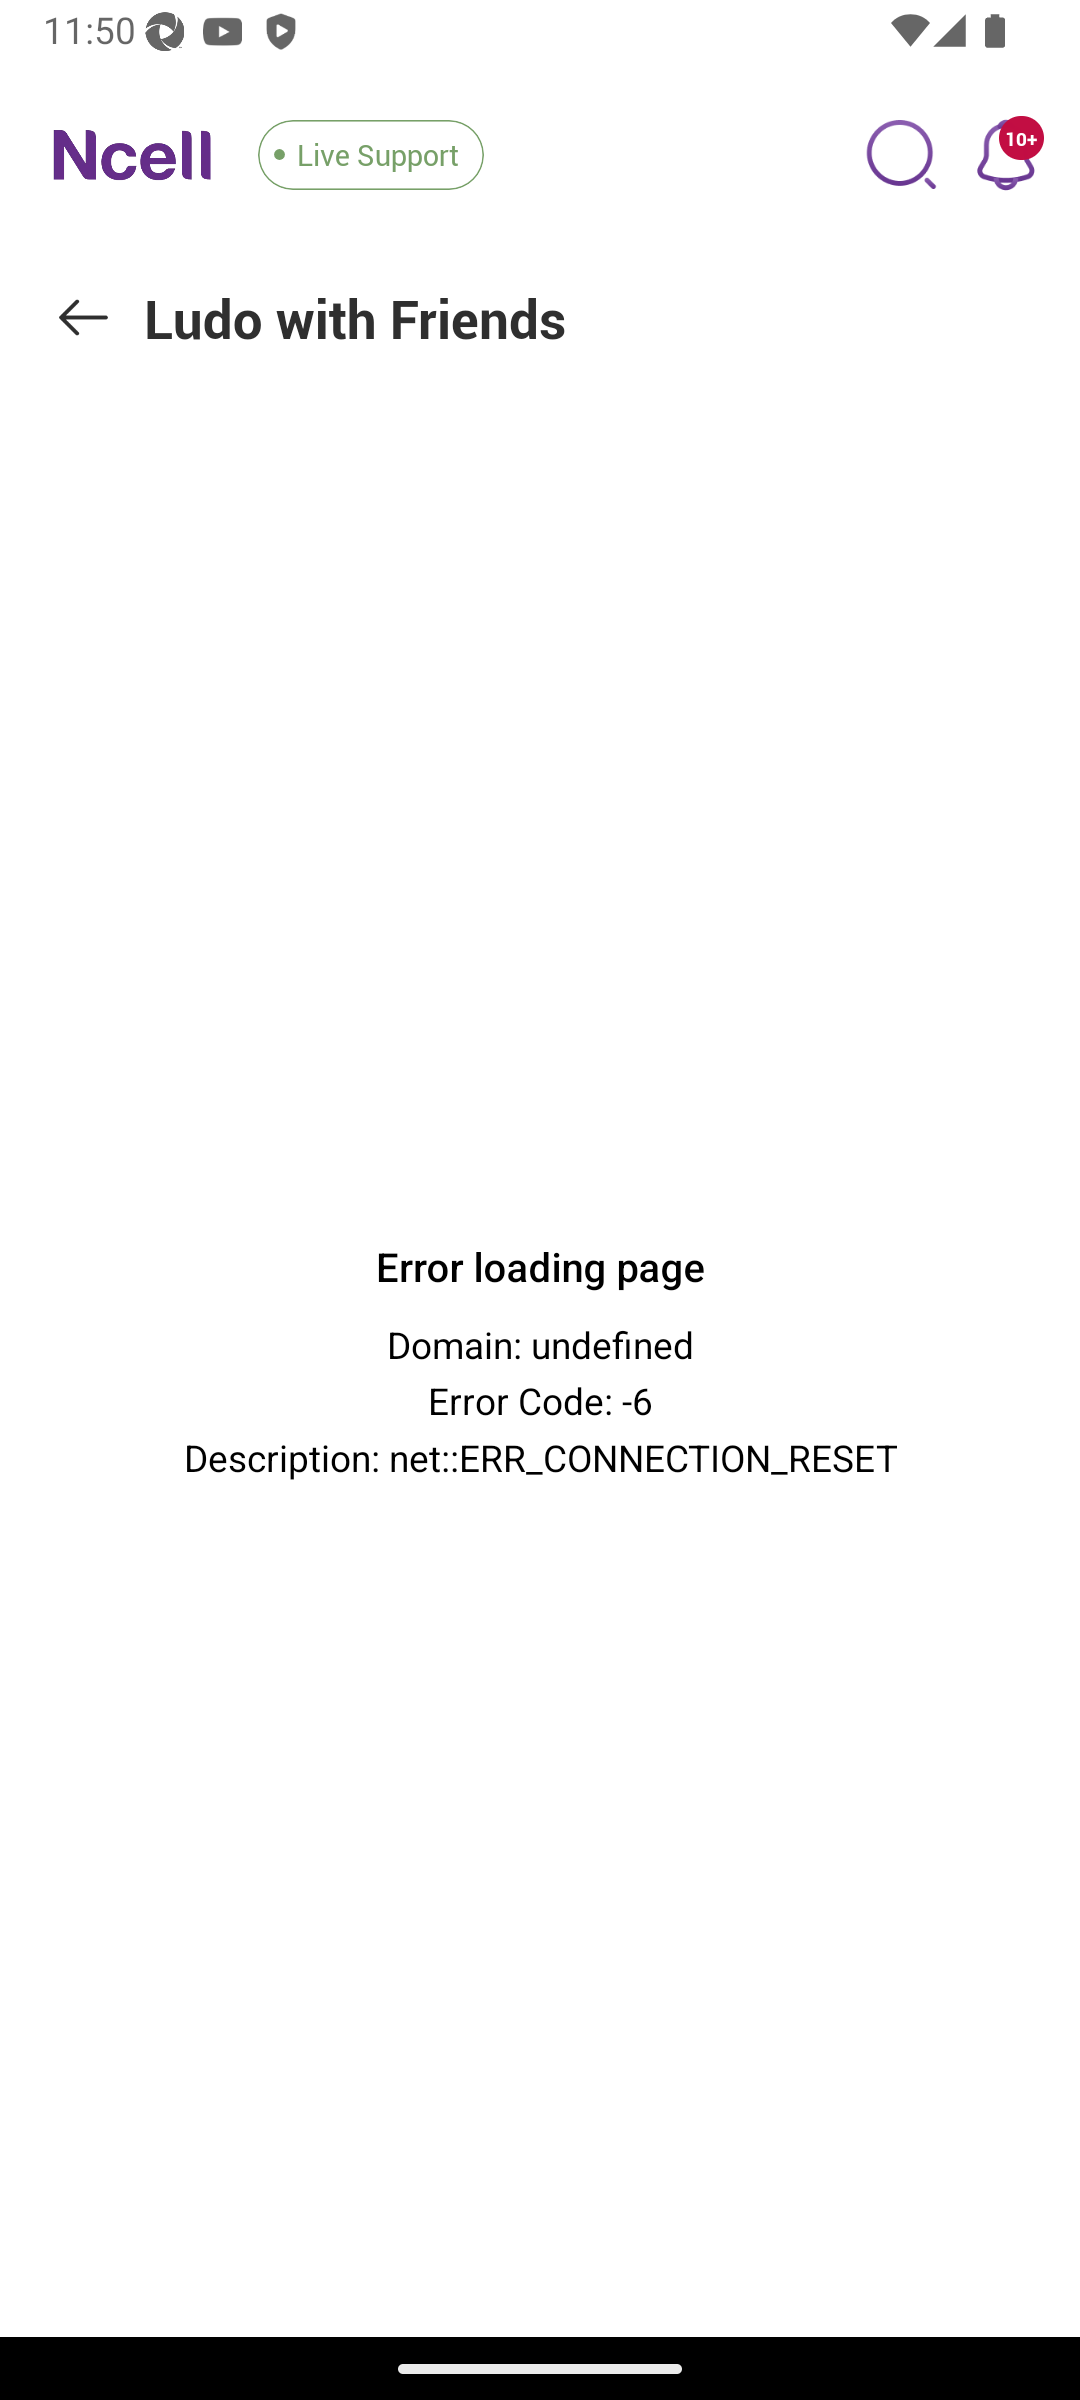 11:50
Ncell
Live Support
10+
Ludo with Friends
Error loading page
Domain: undefined
Error Code: -6
Description: net::ERR_CONNECTION_RESET